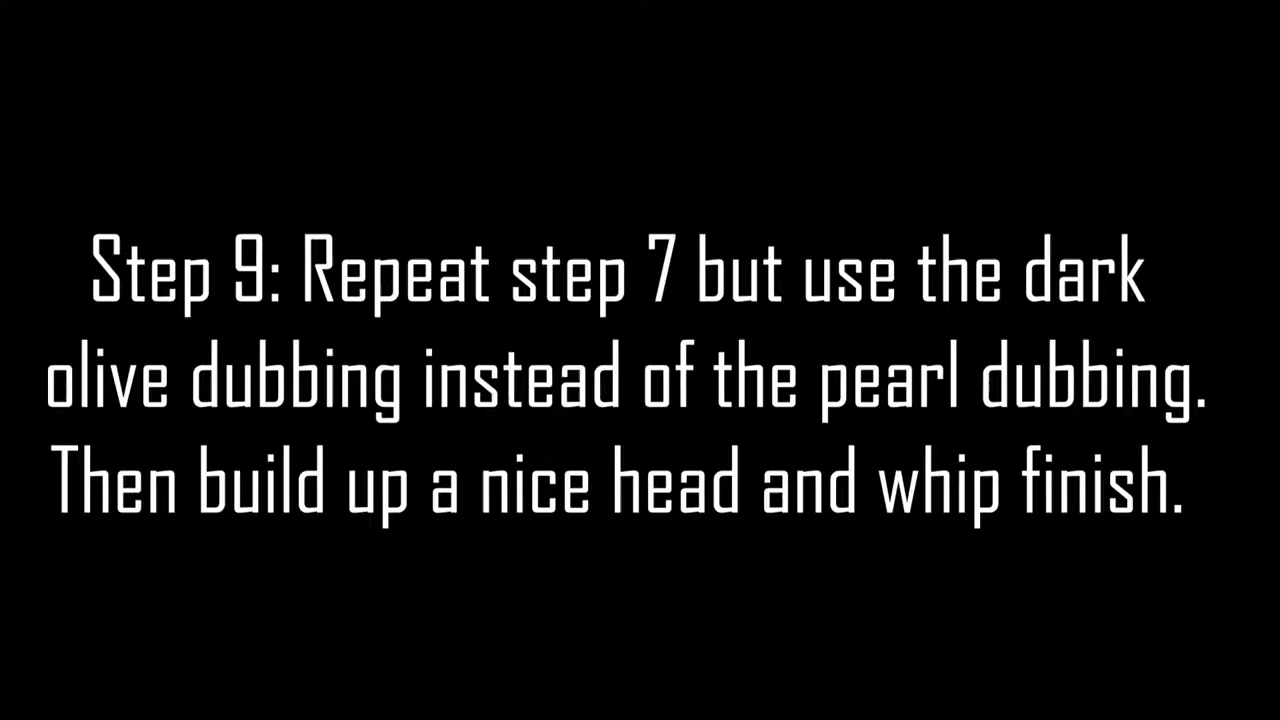 Step 9: Repeat step 7 but use the dark
olive dubbing instead of the pearl dubbing.
Then build up a nice head and whip finish.